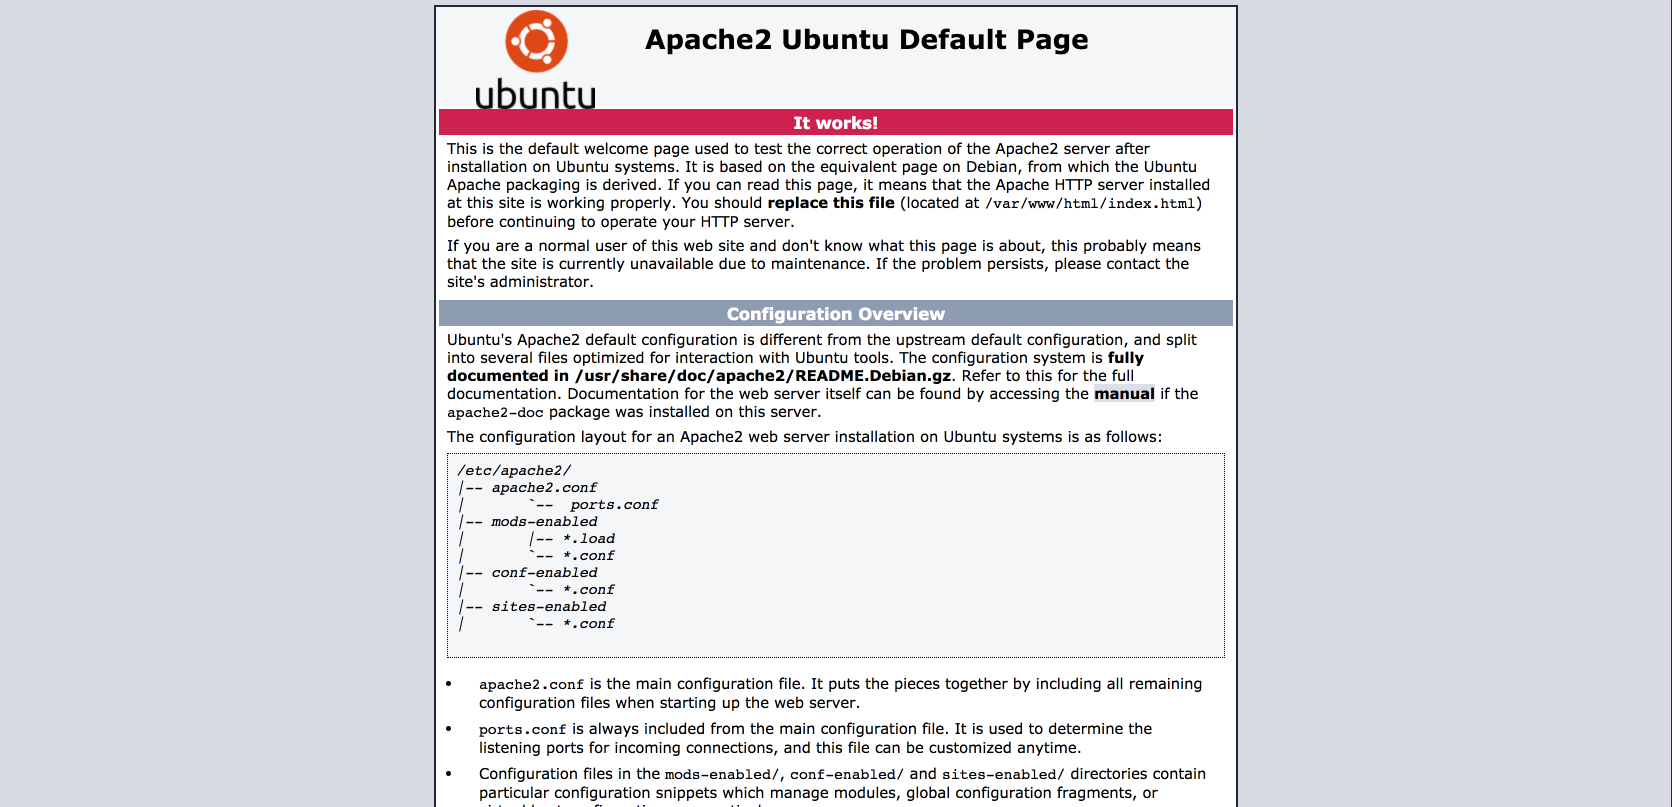 ubuntu
Apache2 Ubuntu Default Page
It works!
This is the default welcome page used to test the correct operation of the Apache2 server after
installation on Ubuntu systems. It is based on the equivalent page on Debian, from which the Ubuntu
Apache packaging is derived. If you can read this page, it means that the Apache HTTP server installed
at this site is working properly. You should replace this file (located at /var/www/html/index.html)
before continuing to operate your HTTP server.
If you are a normal user of this web site and don't know what this page is about, this probably means
that the site is currently unavailable due to maintenance. If the problem persists, please contact the
site's administrator.
Configuration Overview
Ubuntu's Apache2 default configuration is different from the upstream default configuration, and split
into several files optimized for interaction with Ubuntu tools. The configuration system is fully
documented in /usr/share/doc/apache2/README.Debian.gz. Refer to this for the full
documentation. Documentation for the web server itself can be found by accessing the manual if the
apache2-doc package was installed on this server.
The configuration layout for an Apache2 web server installation on Ubuntu systems is as follows:
/etc/apache2/
|-- apache2.conf
|       `--  ports.conf
|-- mods-enabled
|       |-- *.load
|       `-- *.conf
|-- conf-enabled
|       `-- *.conf
|-- sites-enabled
|       `-- *.conf
• apache2.conf is the main configuration file. It puts the pieces together by including all remaining
configuration files when starting up the web server.
• ports.conf is always included from the main configuration file. It is used to determine the
listening ports for incoming connections, and this file can be customized anytime.
• Configuration files in the mods-enabled/, conf-enabled/ and sites-enabled/ directories contain
particular configuration snippets which manage modules, global configuration fragments, or